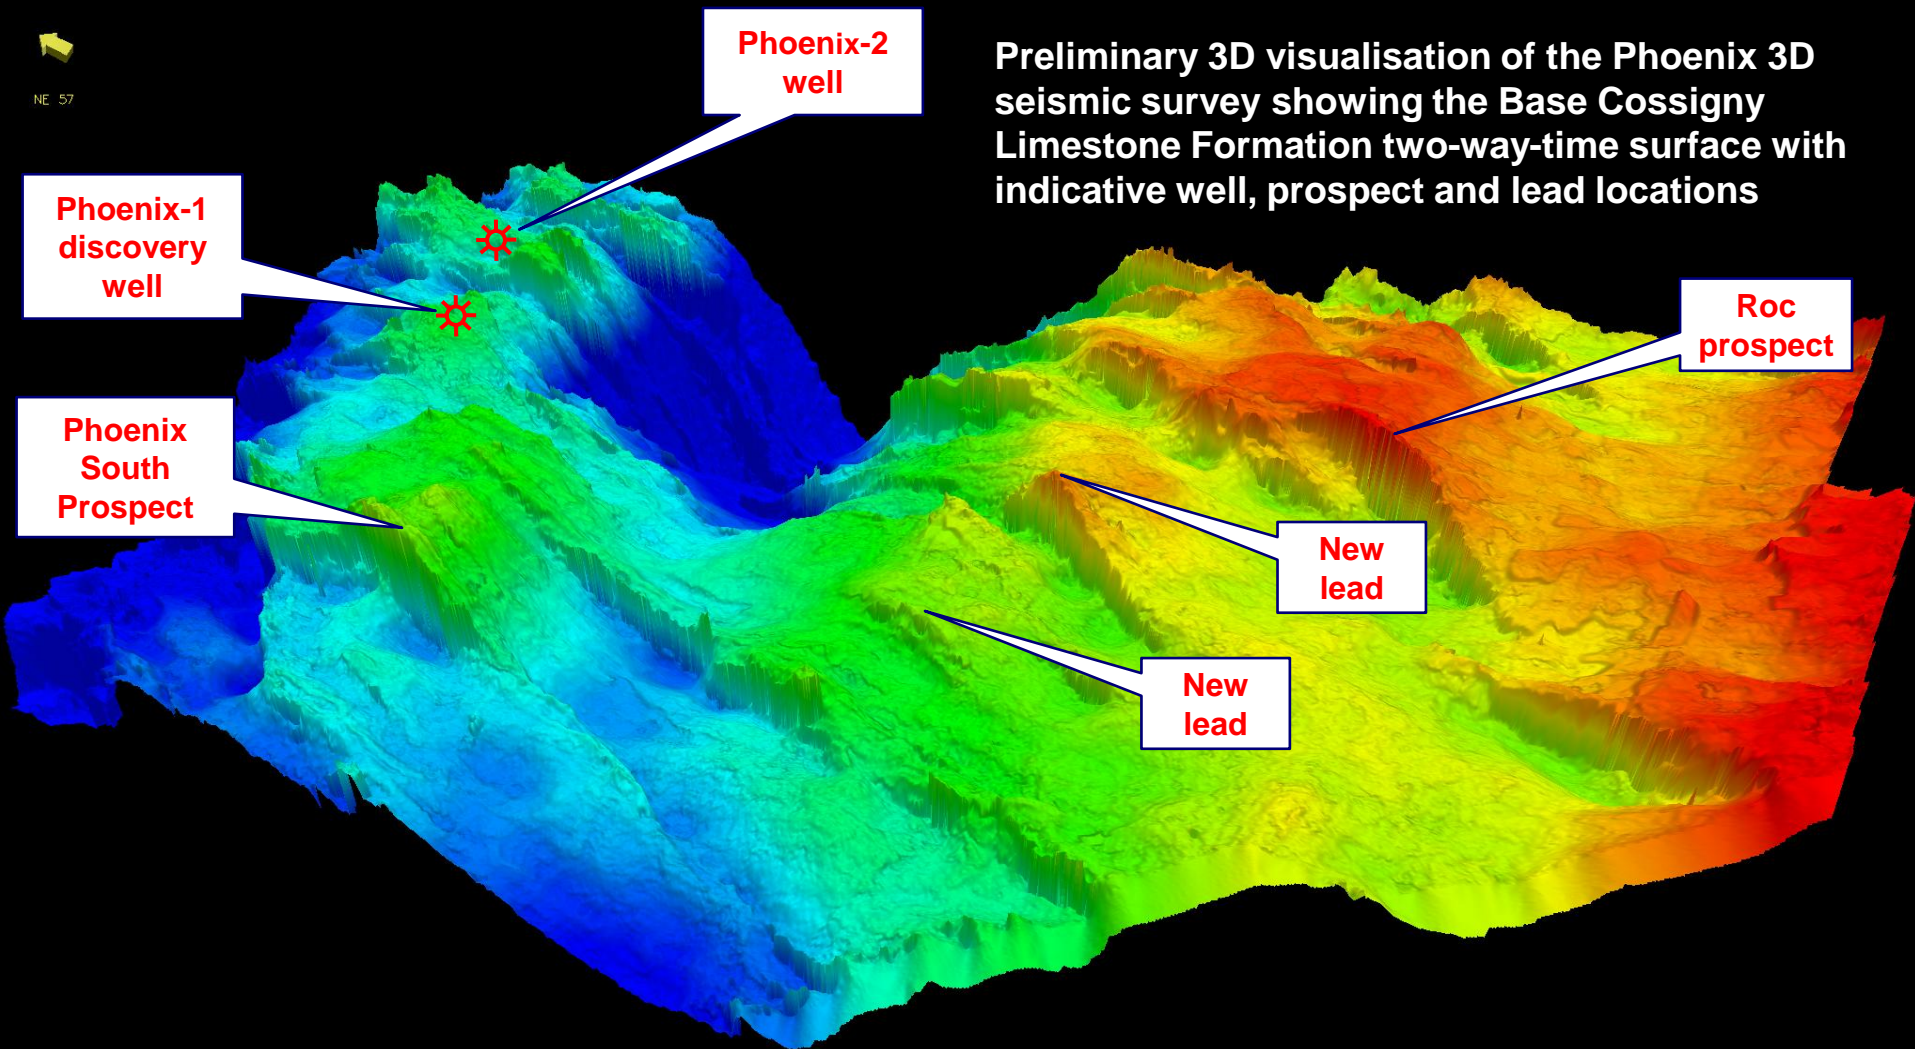 Preliminary 3D visualisation of the Phoenix 3D
seismic survey showing the Base Cossigny
Limestone Formation two-way-time surface with
indicative well, prospect and lead locations
NE 57
Phoenix-2
well
Phoenix-1
discovery
well
Phoenix
South
Prospect
Roc
prospect
New
lead
New
lead